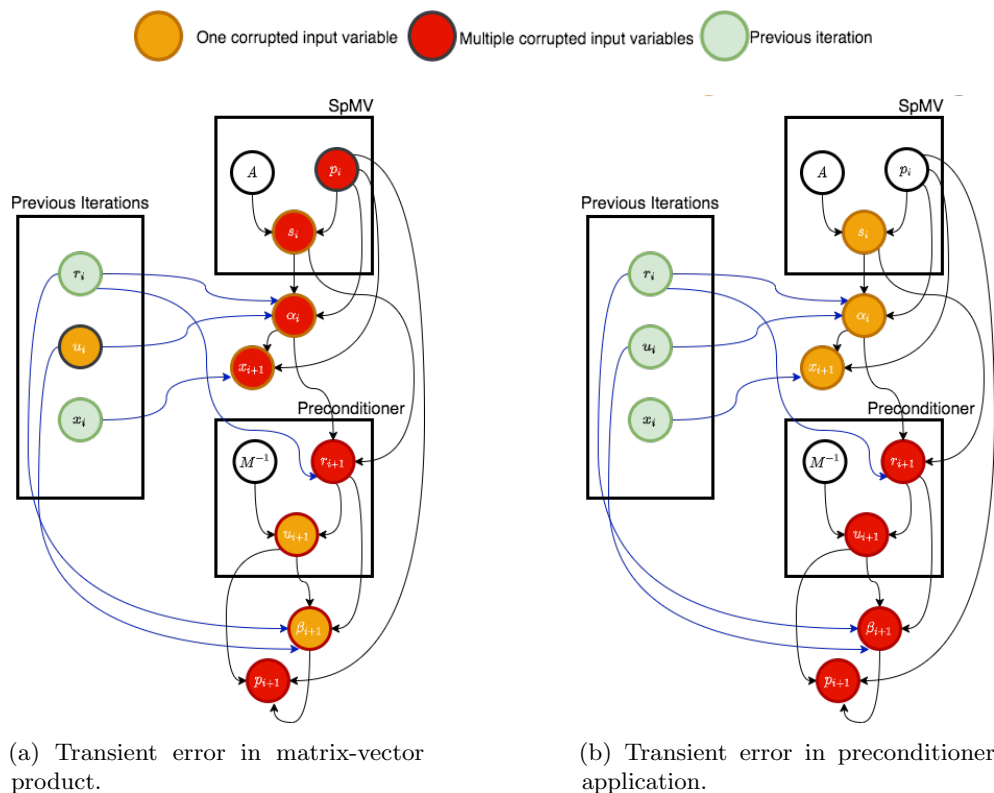 One corrupted input variable
Multiple corrupted input variables
Previous iteration
SpMV
A
p_i
s_i
Previous Iterations
r_i
u_i
x_i
α_i
x_{i+1}
Preconditioner
M^{-1}
r_{i+1}
u_{i+1}
β_{i+1}
p_{i+1}
(a) Transient error in matrix-vector
product.
SpMV
A
p_i
s_i
Previous Iterations
r_i
u_i
x_i
α_i
x_{i+1}
Preconditioner
M^{-1}
r_{i+1}
u_{i+1}
β_{i+1}
p_{i+1}
(b) Transient error in preconditioner
application.